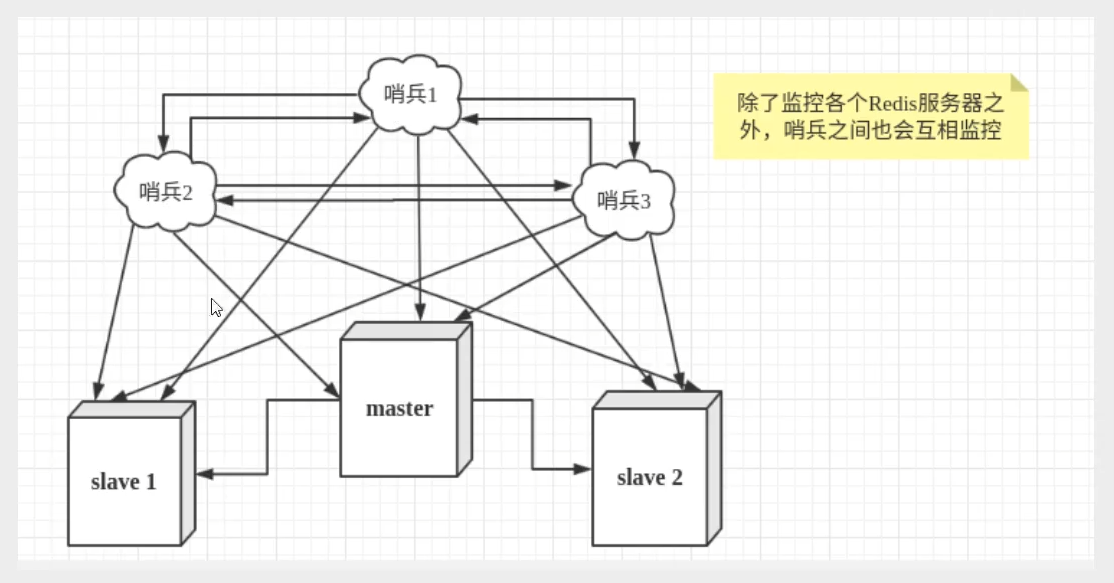 哨兵1
除了监控各个Redis服务器之
外，哨兵之间也会互相监控
哨兵2
哨兵3
master
slave 1
slave 2